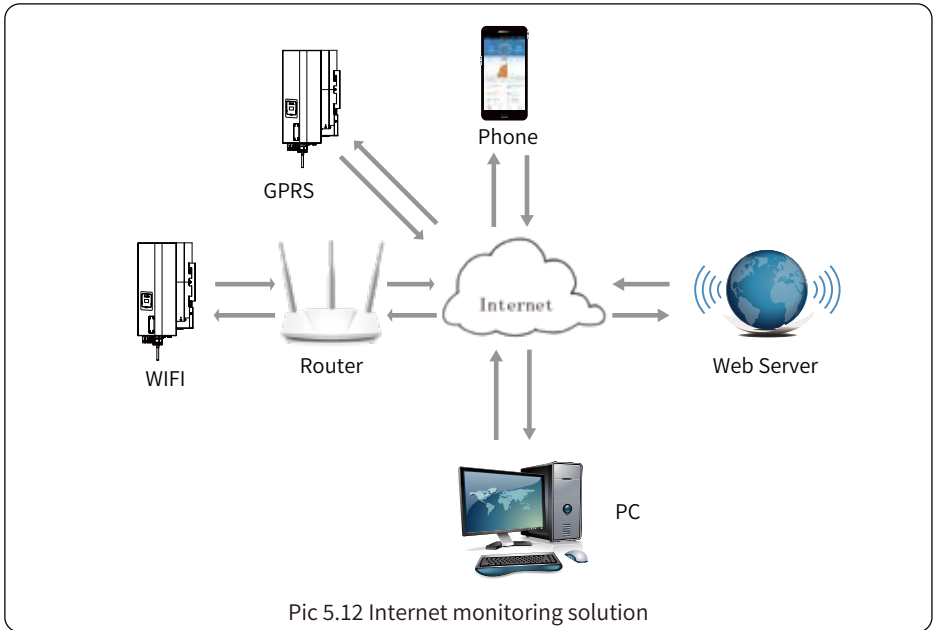 Phone
GPRS
Internet
WIFI
Router
Web Server
PC
Pic 5.12 Internet monitoring solution